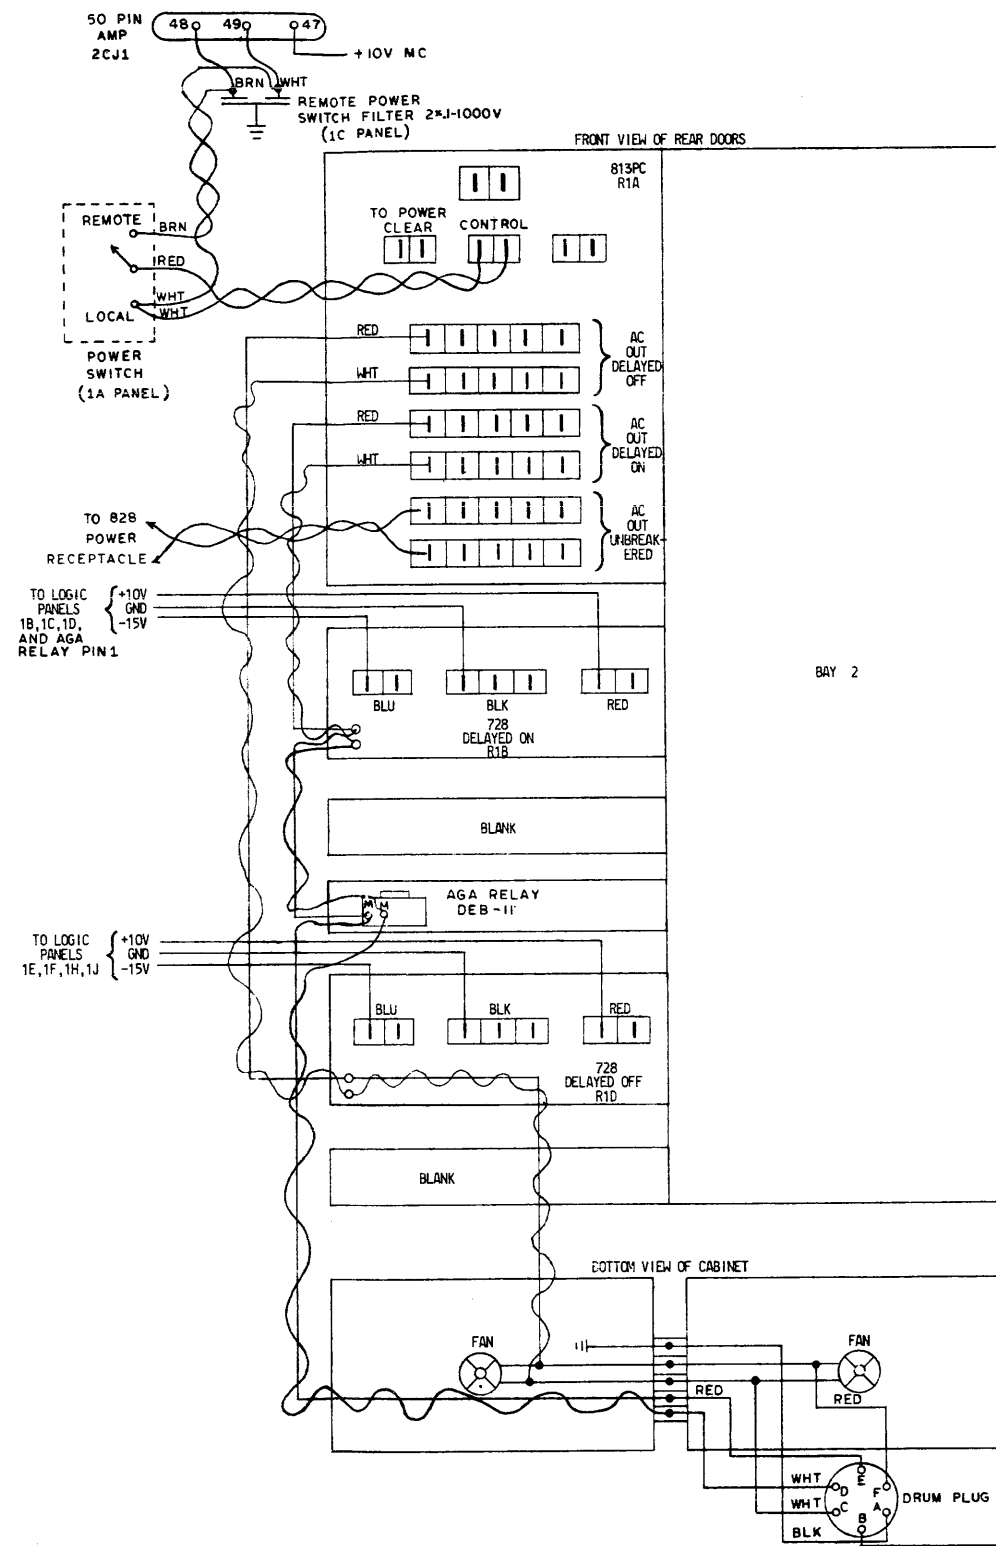 50 PIN
AMP
2CJ1
48 49 47
+10V MC
BRN WHT
REMOTE POWER
SWITCH FILTER 2*.1-1000V
(1C PANEL)
FRONT VIEW OF REAR DOORS
813PC
R1A
REMOTE
BRN
RED
WHT
WHT
LOCAL
POWER
SWITCH
(1A PANEL)
TO POWER
CLEAR
CONTROL
RED
WHT
AC
OUT
DELAYED
OFF
RED
WHT
AC
OUT
DELAYED
ON
AC
OUT
UNBREAK-
ERED
TO 828
POWER
RECEPTACLE
TO LOGIC
PANELS
1B,1C,1D,
AND AGA
RELAY PIN1
+10V
GND
-15V
BLU
BLK
RED
728
DELAYED ON
R1B
BAY 2
BLANK
AGA RELAY
DEB-11
M M
TO LOGIC
PANELS
1E,1F,1H,1J
+10V
GND
-15V
BLU
BLK
RED
728
DELAYED OFF
R1D
BLANK
BOTTOM VIEW OF CABINET
FAN
FAN
RED
RED
WHT
WHT
BLK
E
D
F
C
A
B
DRUM PLUG